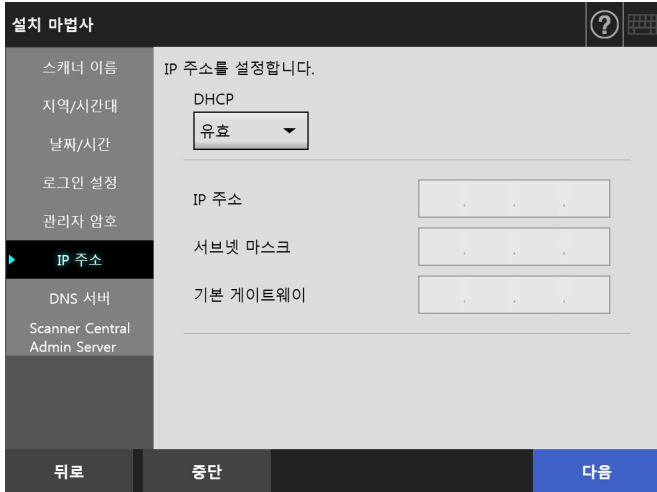 설치 마법사
?
스캐너 이름
지역/시간대
날짜/시간
로그인 설정
관리자 암호
IP 주소
DNS 서버
Scanner Central
Admin Server
IP 주소를 설정합니다.
DHCP
유효
IP 주소
. . .
서브넷 마스크
. . .
기본 게이트웨이
. . .
뒤로
중단
다음